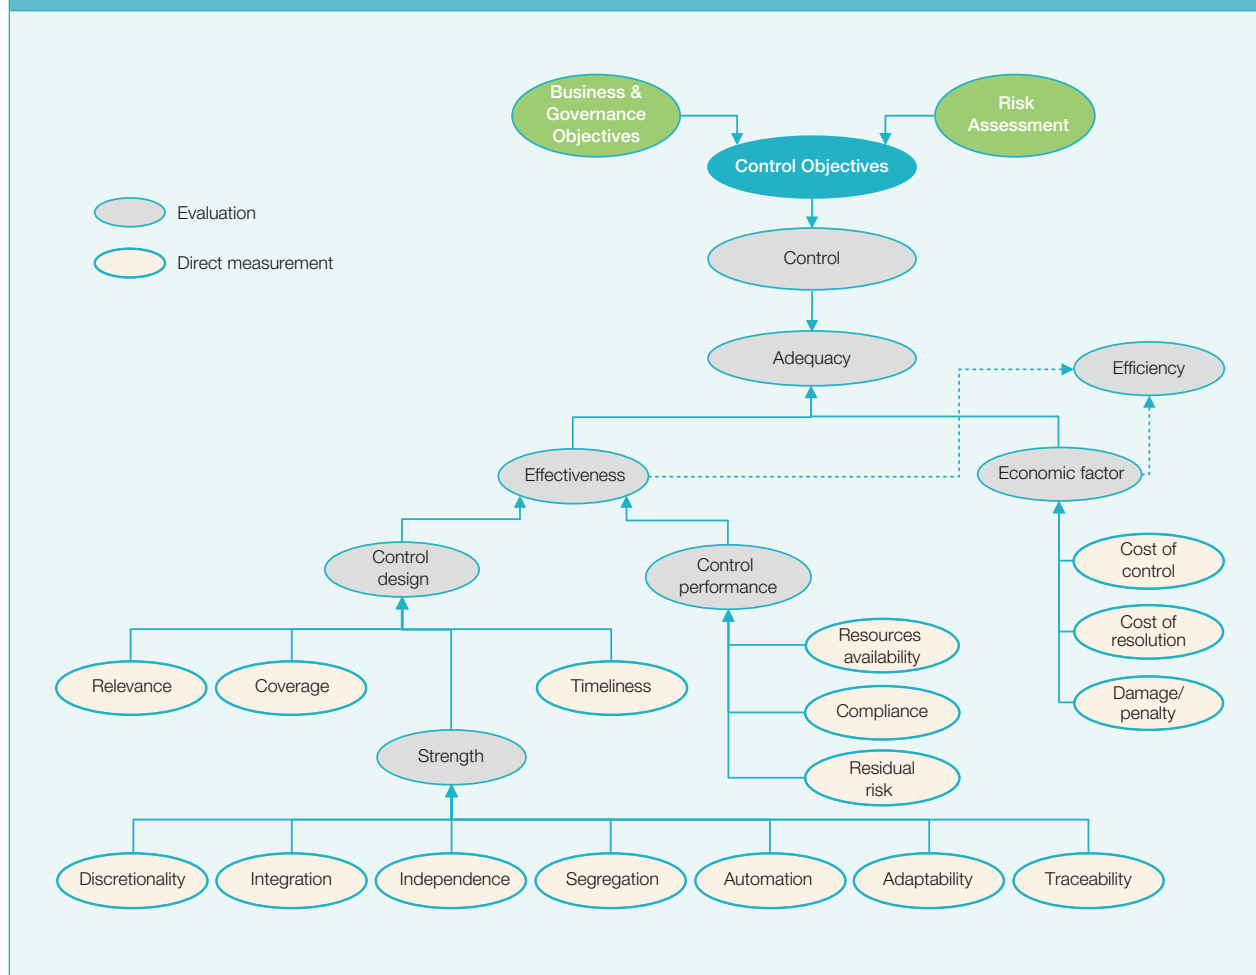 Business &
Governance
Objectives
Risk
Assessment
Control Objectives
Evaluation
Direct measurement
Control
Adequacy
Efficiency
Effectiveness
Economic factor
Control
design
Control
performance
Cost of
control
Cost of
resolution
Damage/
penalty
Resources
availability
Compliance
Residual
risk
Relevance
Coverage
Timeliness
Strength
Discretionality
Integration
Independence
Segregation
Automation
Adaptability
Traceability